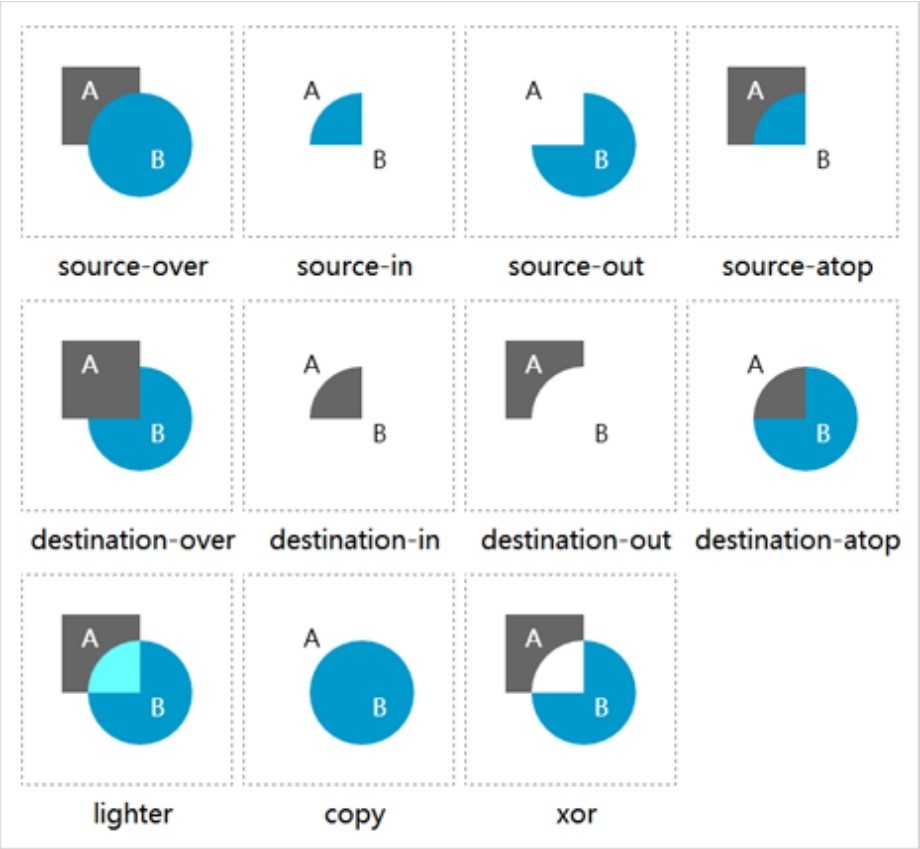 A
B
A
B
A
B
A
B
source-over
source-in
source-out
source-atop
A
B
A
B
A
B
A
B
destination-over
destination-in
destination-out
destination-atop
A
B
A
B
A
B
lighter
copy
xor